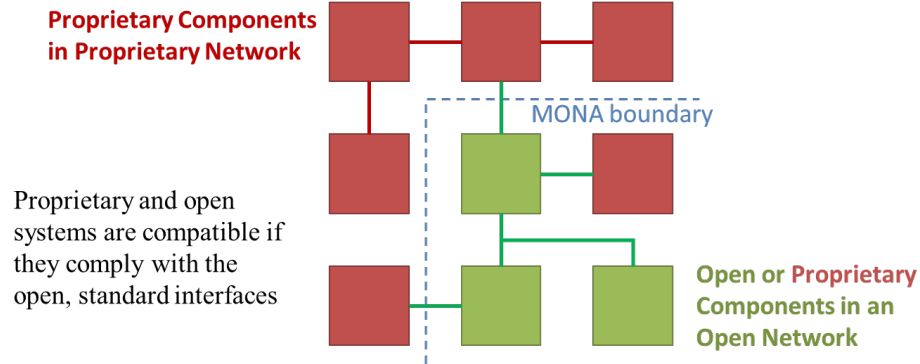 Proprietary Components
in Proprietary Network
MONA boundary
Proprietary and open
systems are compatible if
they comply with the
open, standard interfaces
Open or Proprietary
Components in an
Open Network